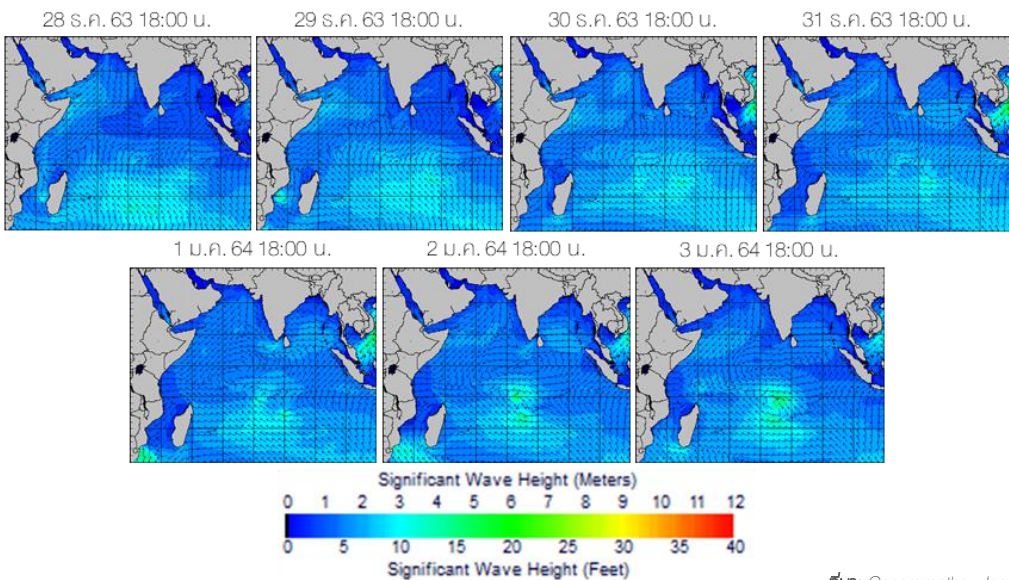 28 ธ.ค. 63 18:00 น. 29 ธ.ค. 63 18:00 น. 30 ธ.ค. 63 18:00 น. 31 ธ.ค. 63 18:00 น.
1 ม.ค. 64 18:00 น. 2 ม.ค. 64 18:00 น. 3 ม.ค. 64 18:00 น.
Significant Wave Height (Meters)
0 1 2 3 4 5 6 7 8 9 10 11 12
0 5 10 15 20 25 30 35 40
Significant Wave Height (Feet)